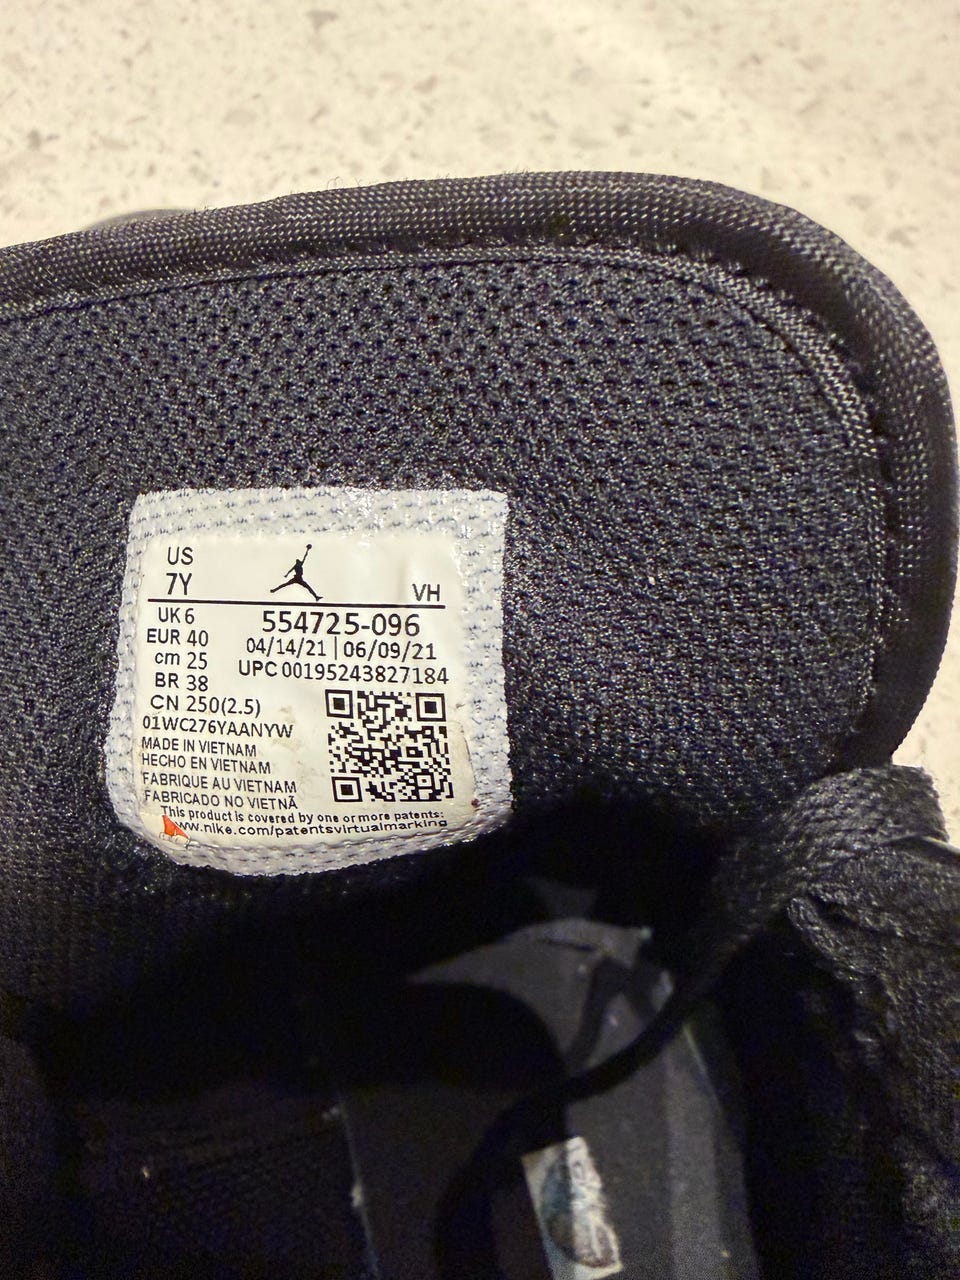 US
7Y
VH
UK 6
EUR 40
cm 25
BR 38
CN 250(2.5)
01WC276YAANYW
554725-096
04/14/21 | 06/09/21
UPC 00195243827184
MADE IN VIETNAM
HECHO EN VIETNAM
FABRIQUE AU VIETNAM
FABRICADO NO VIETNÃ
This product is covered by one or more patents:
www.nike.com/patentsvirtualmarking